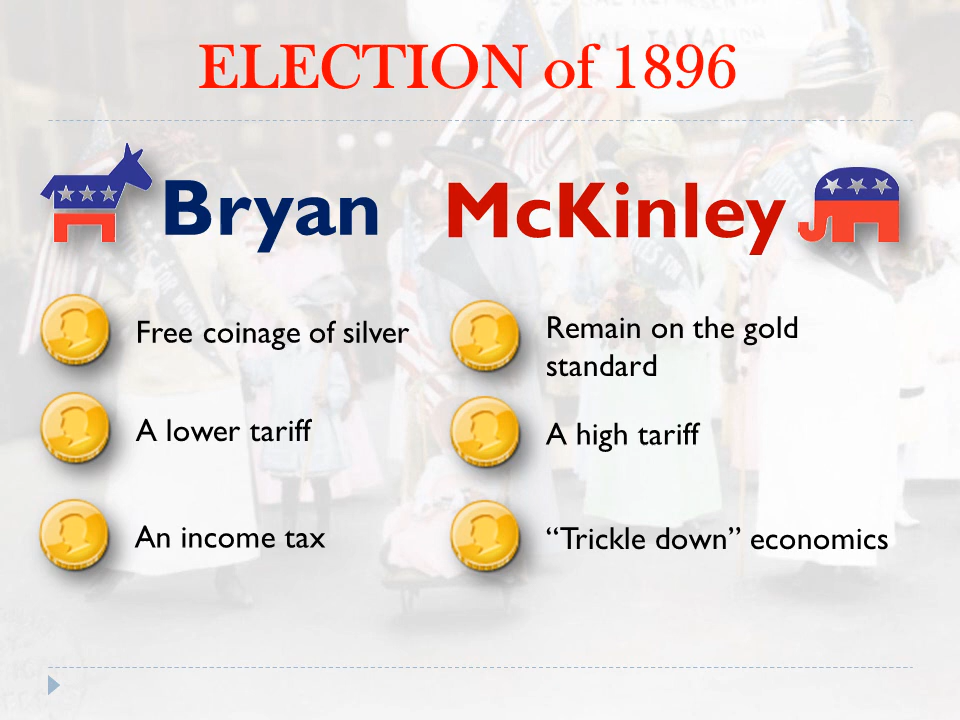 ELECTION of 1896
Bryan
Free coinage of silver
A lower tariff
An income tax
McKinley
Remain on the gold
standard
A high tariff
“Trickle down” economics